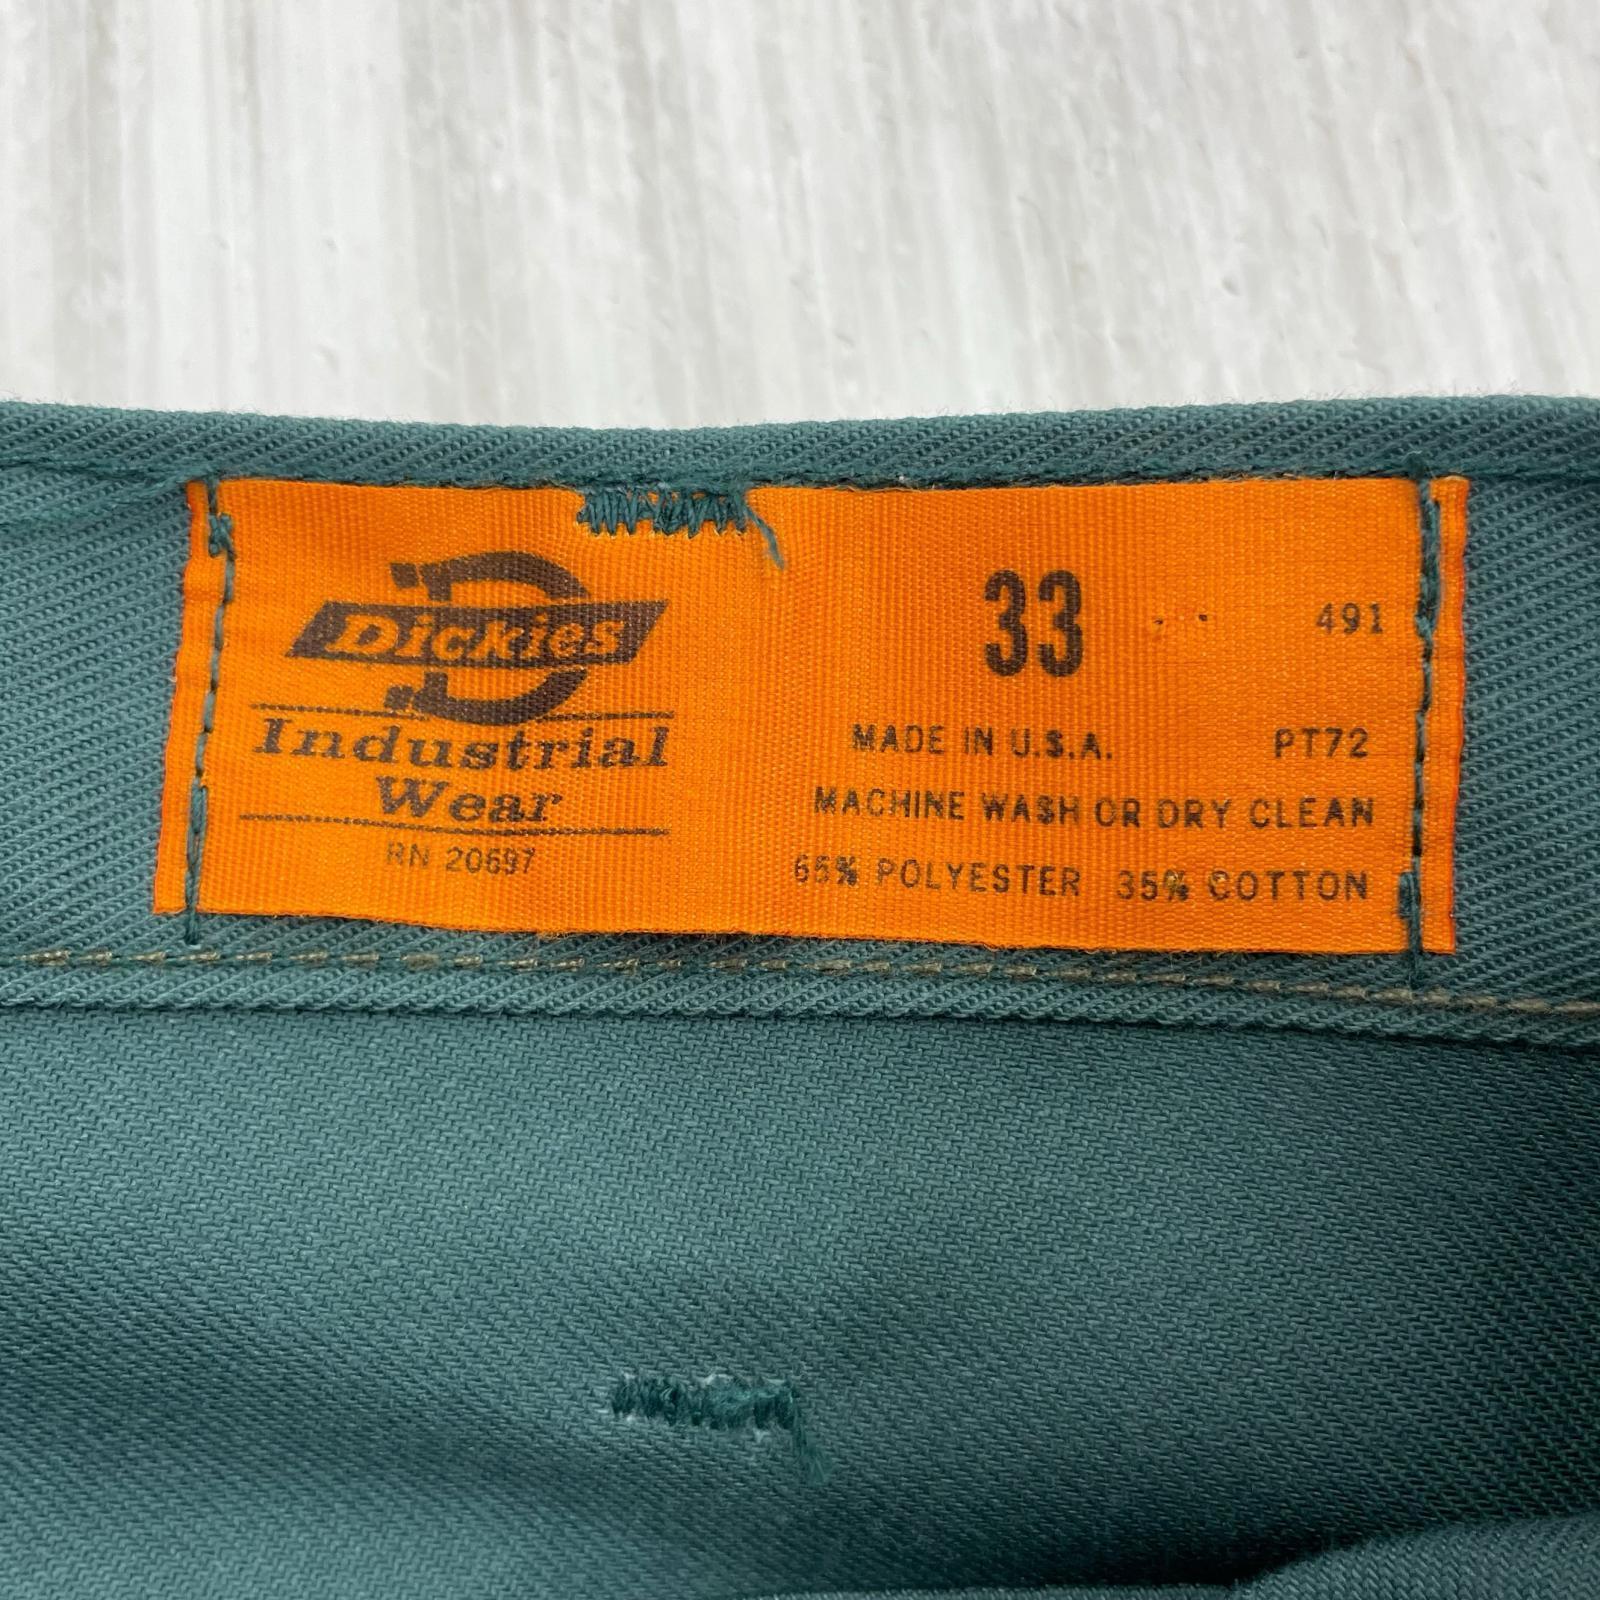 Dickies
Industrial
Wear
RN 20697
33 491
MADE IN U.S.A. PT72
MACHINE WASH OR DRY CLEAN
65% POLYESTER 35% COTTON